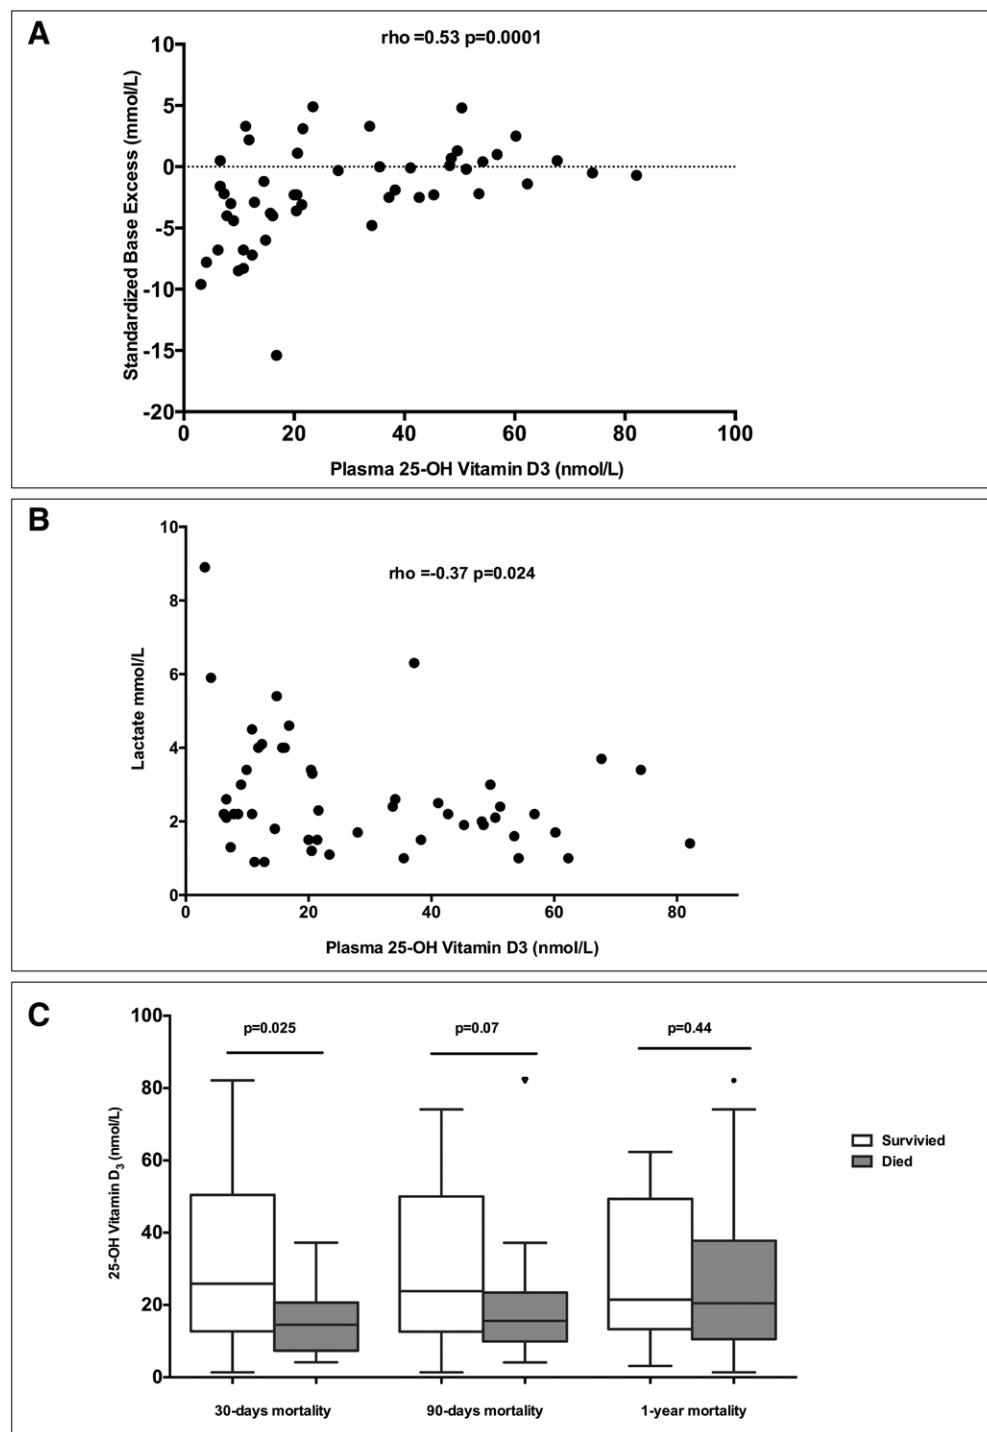 A
rho =0.53 p=0.0001
Standardized Base Excess (mmol/L)
10
5
0
-5
-10
-15
-20
0 20 40 60 80 100
Plasma 25-OH Vitamin D3 (nmol/L)
B
rho =-0.37 p=0.024
Lactate mmol/L
10
8
6
4
2
0
0 20 40 60 80
Plasma 25-OH Vitamin D3 (nmol/L)
C
p=0.025 p=0.07 p=0.44
25-OH Vitamin D3 (nmol/L)
100
80
60
40
20
0
30-days mortality 90-days mortality 1-year mortality
Survivied
Died